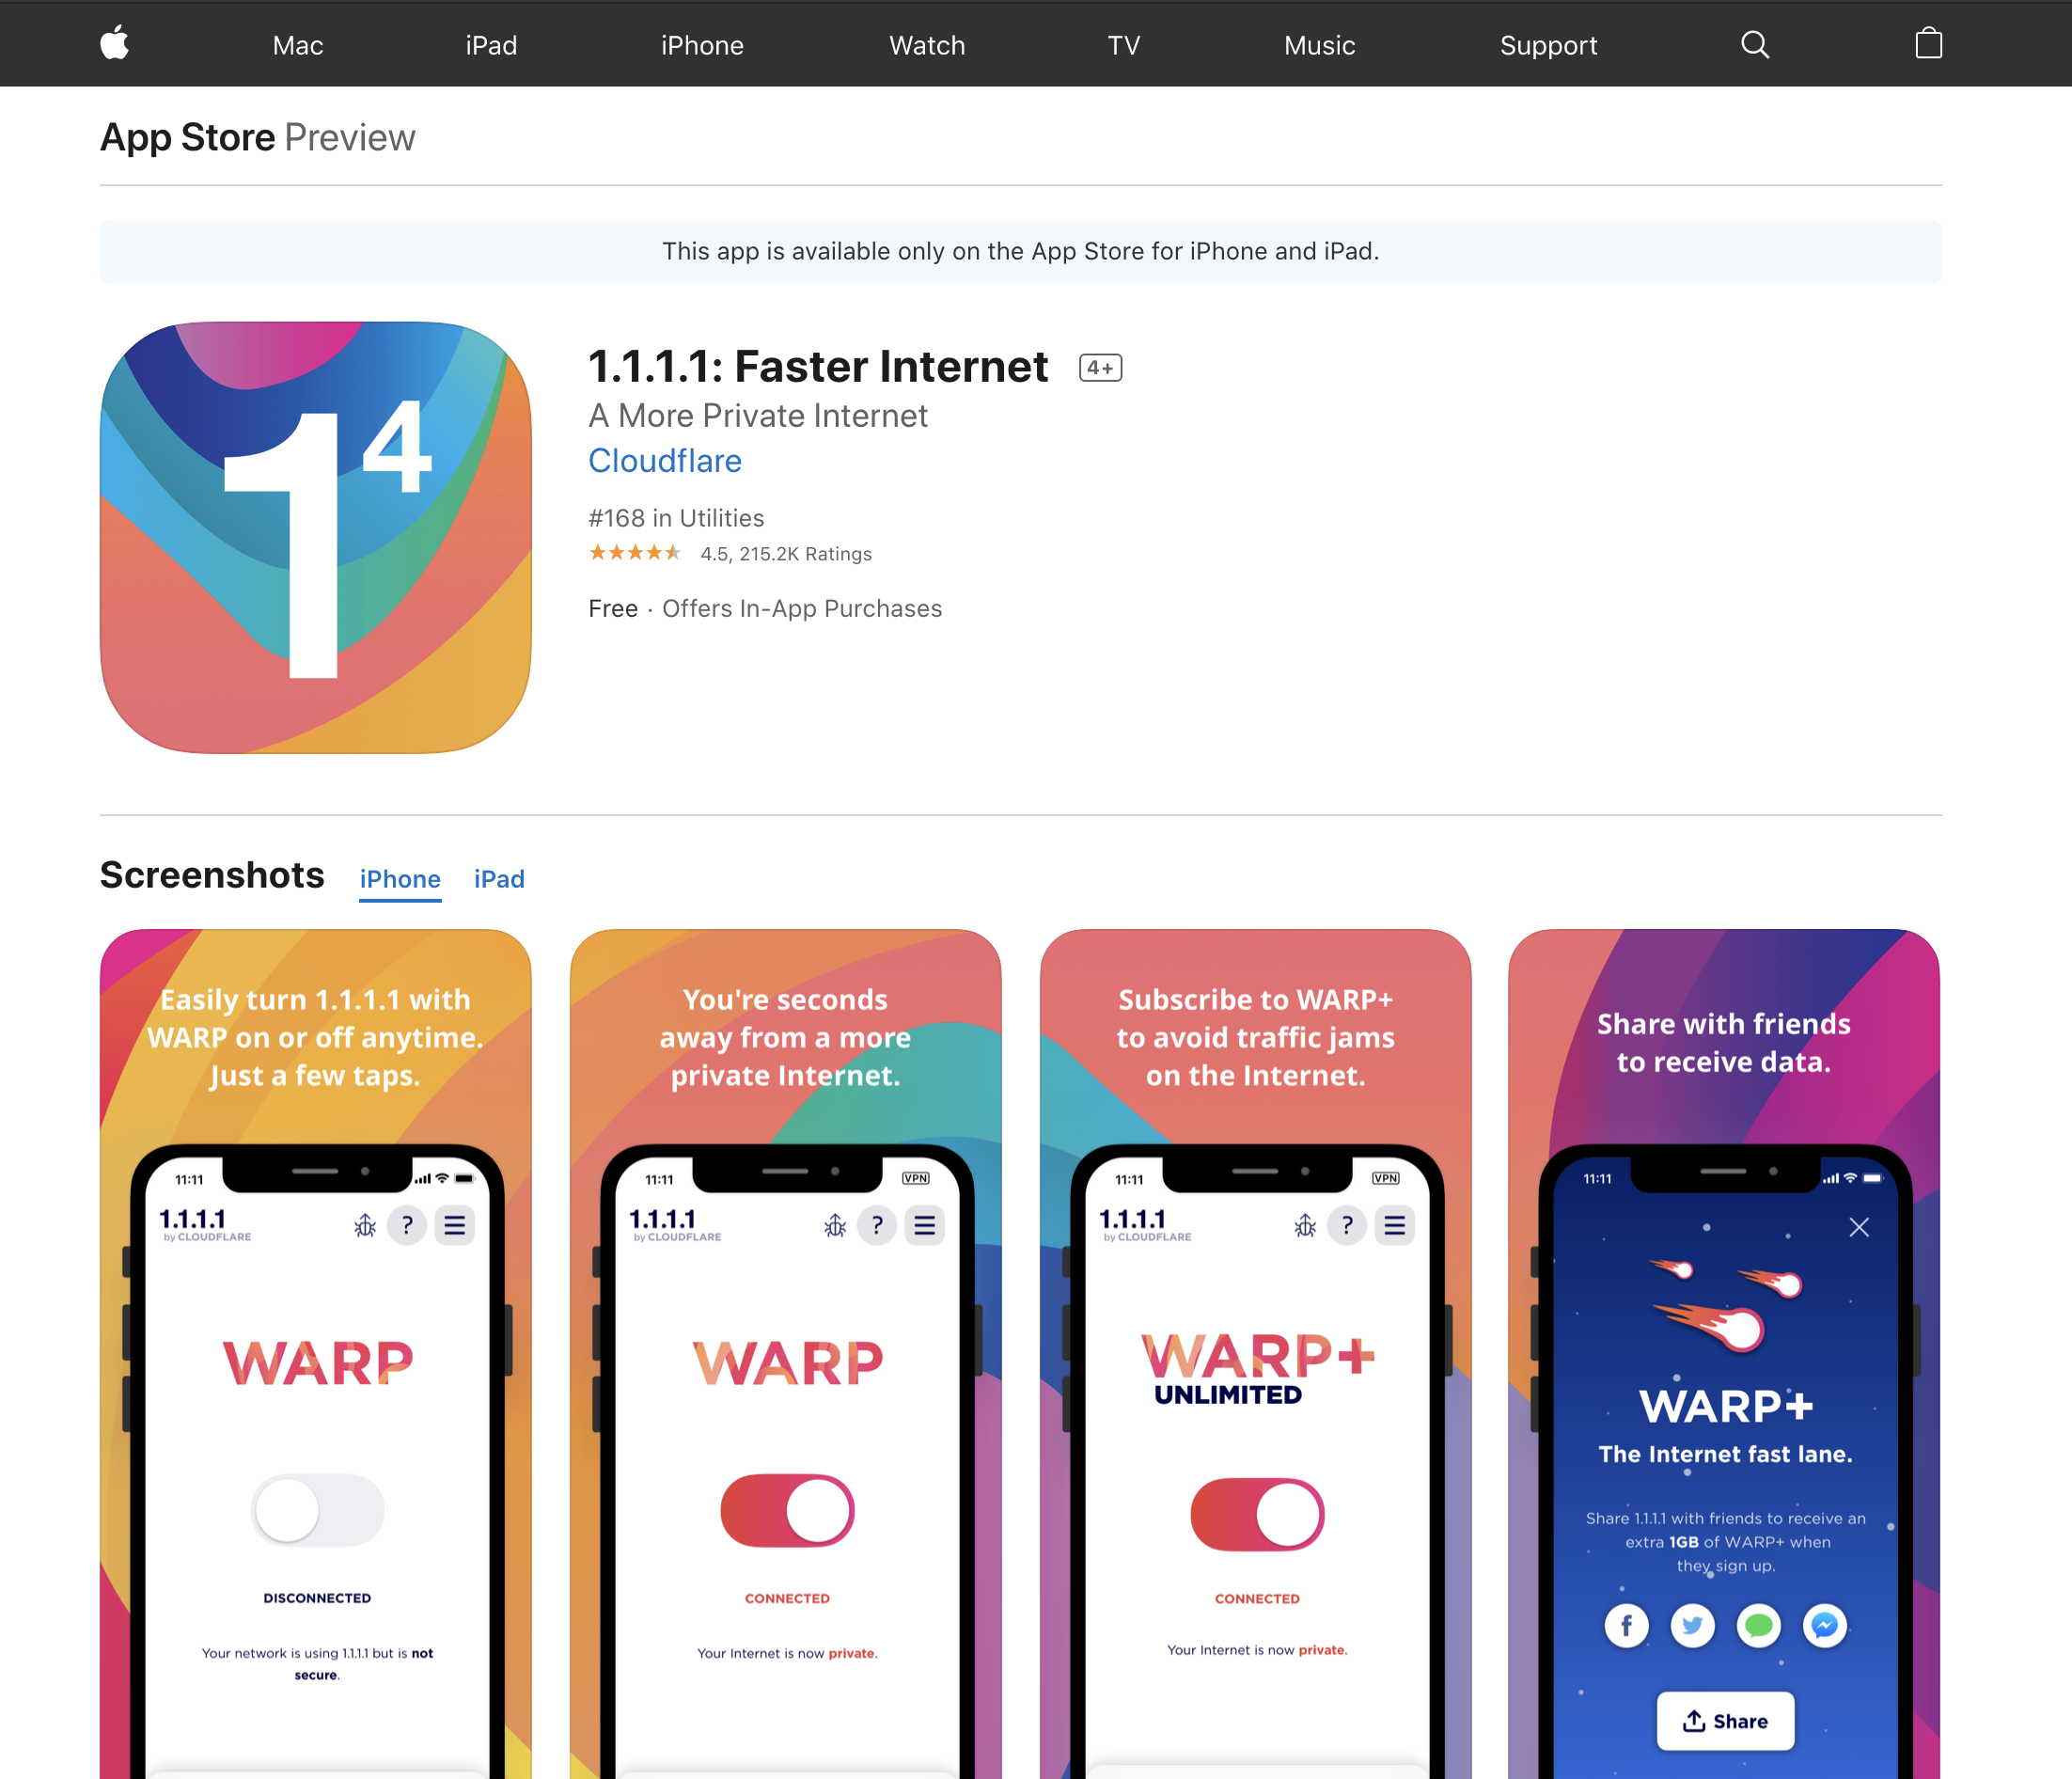 Mac iPad iPhone Watch TV Music Support
App Store Preview
This app is available only on the App Store for iPhone and iPad.
1⁴
1.1.1.1: Faster Internet 4+
A More Private Internet
Cloudflare
#168 in Utilities
4.5, 215.2K Ratings
Free · Offers In-App Purchases
Screenshots iPhone iPad
Easily turn 1.1.1.1 with
WARP on or off anytime.
Just a few taps.
11:11
1.1.1.1
by CLOUDFLARE
?
WARP
DISCONNECTED
Your network is using 1.1.1.1 but is not
secure.
You're seconds
away from a more
private Internet.
11:11
VPN
1.1.1.1
by CLOUDFLARE
?
WARP
CONNECTED
Your Internet is now private.
Subscribe to WARP+
to avoid traffic jams
on the Internet.
11:11
VPN
1.1.1.1
by CLOUDFLARE
?
WARP+
UNLIMITED
CONNECTED
Your Internet is now private.
Share with friends
to receive data.
11:11
WARP+
The Internet fast lane.
Share 1.1.1.1 with friends to receive an
extra 1GB of WARP+ when
they sign up.
Share